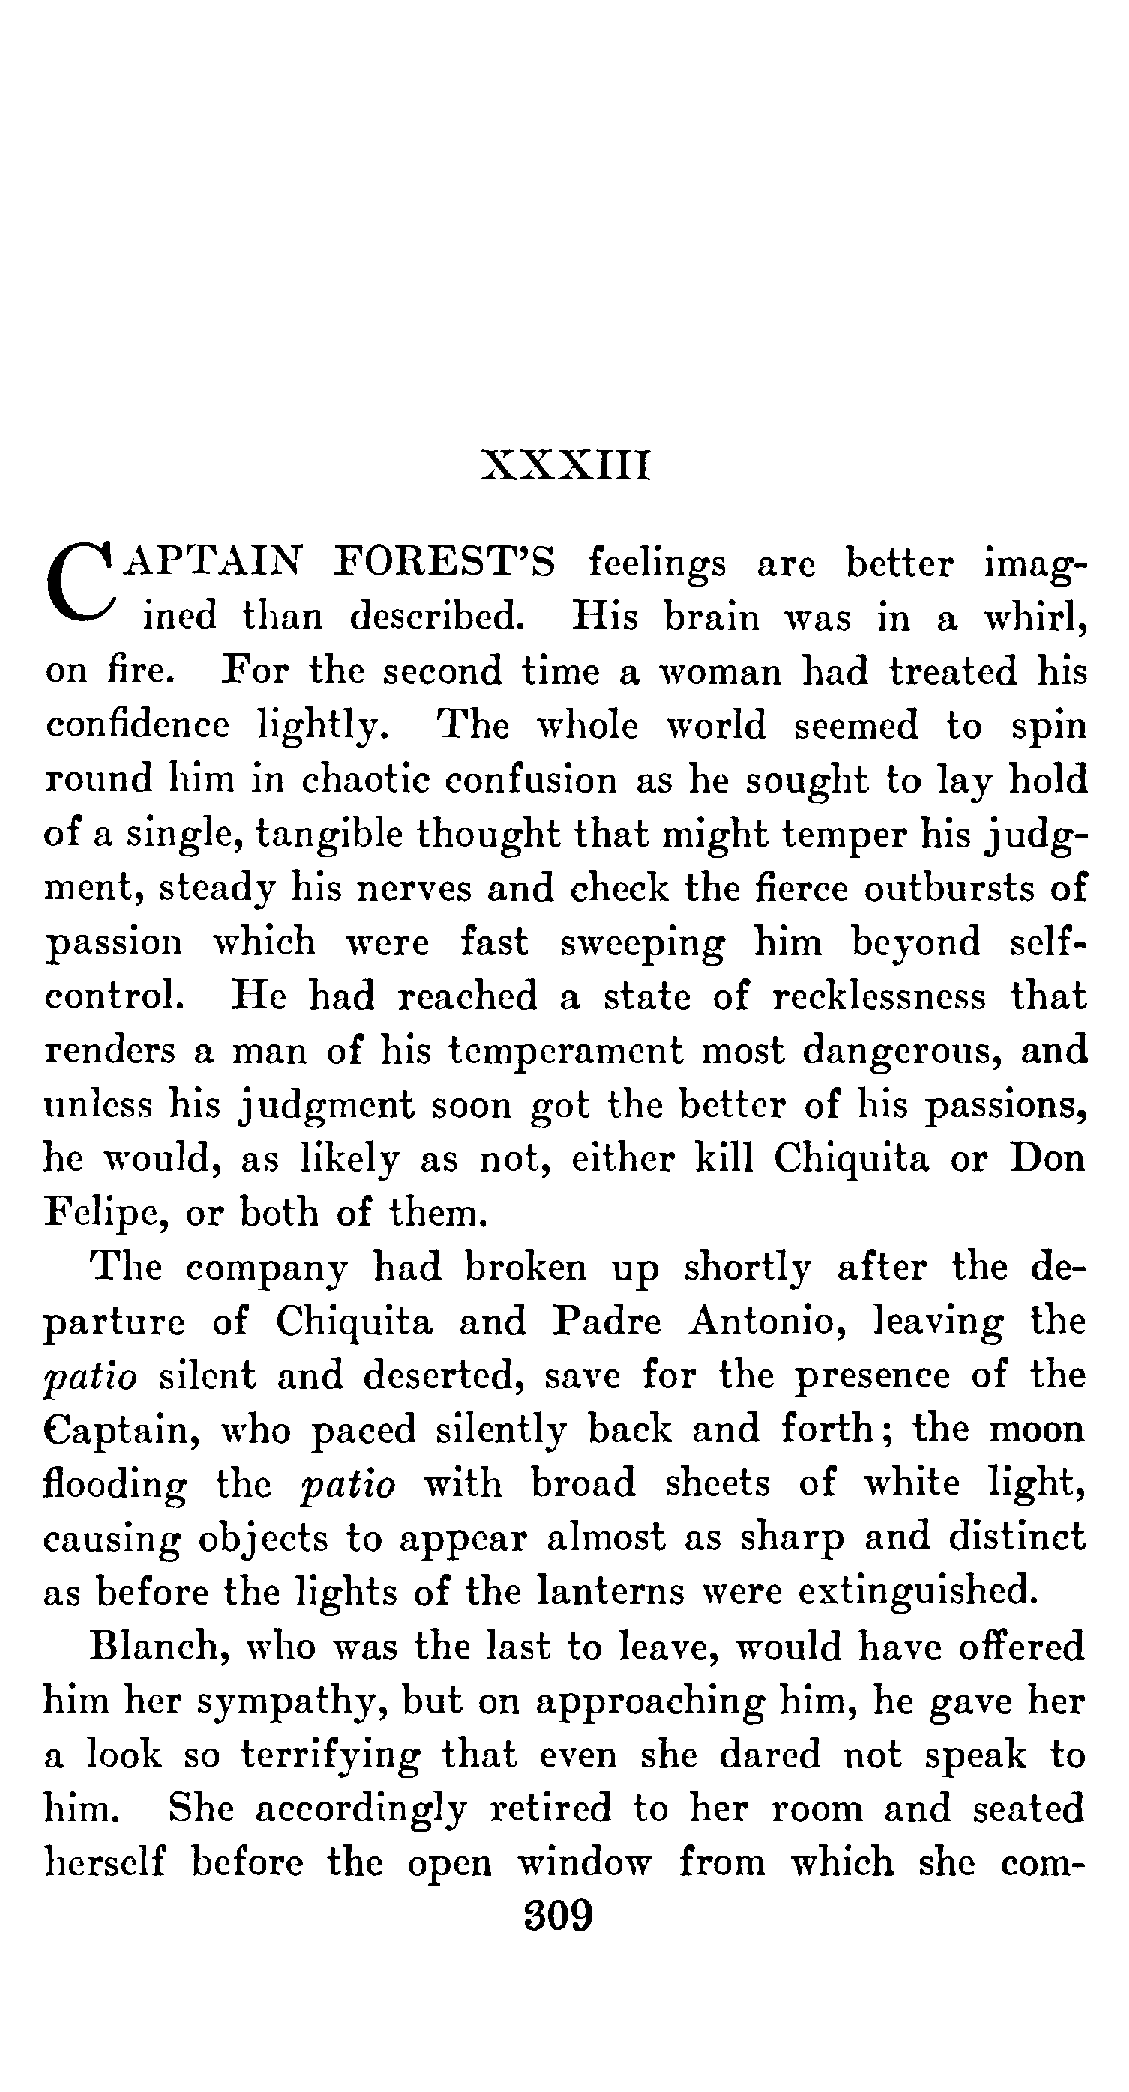 XXXIII
CAPTAIN FOREST'S feelings are better imag-
ined than described. His brain was in a whirl,
on fire. For the second time a woman had treated his
confidence lightly. The whole world seemed to spin
round him in chaotic confusion as he sought to lay hold
of a single, tangible thought that might temper his judg-
ment, steady his nerves and check the fierce outbursts of
passion which were fast sweeping him beyond self-
control. He had reached a state of recklessness that
renders a man of his temperament most dangerous, and
unless his judgment soon got the better of his passions,
he would, as likely as not, either kill Chiquita or Don
Felipe, or both of them.
The company had broken up shortly after the de-
parture of Chiquita and Padre Antonio, leaving the
patio silent and deserted, save for the presence of the
Captain, who paced silently back and forth; the moon
flooding the patio with broad sheets of white light,
causing objects to appear almost as sharp and distinct
as before the lights of the lanterns were extinguished.
Blanch, who was the last to leave, would have offered
him her sympathy, but on approaching him, he gave her
a look so terrifying that even she dared not speak to
him. She accordingly retired to her room and seated
herself before the open window from which she com-
309